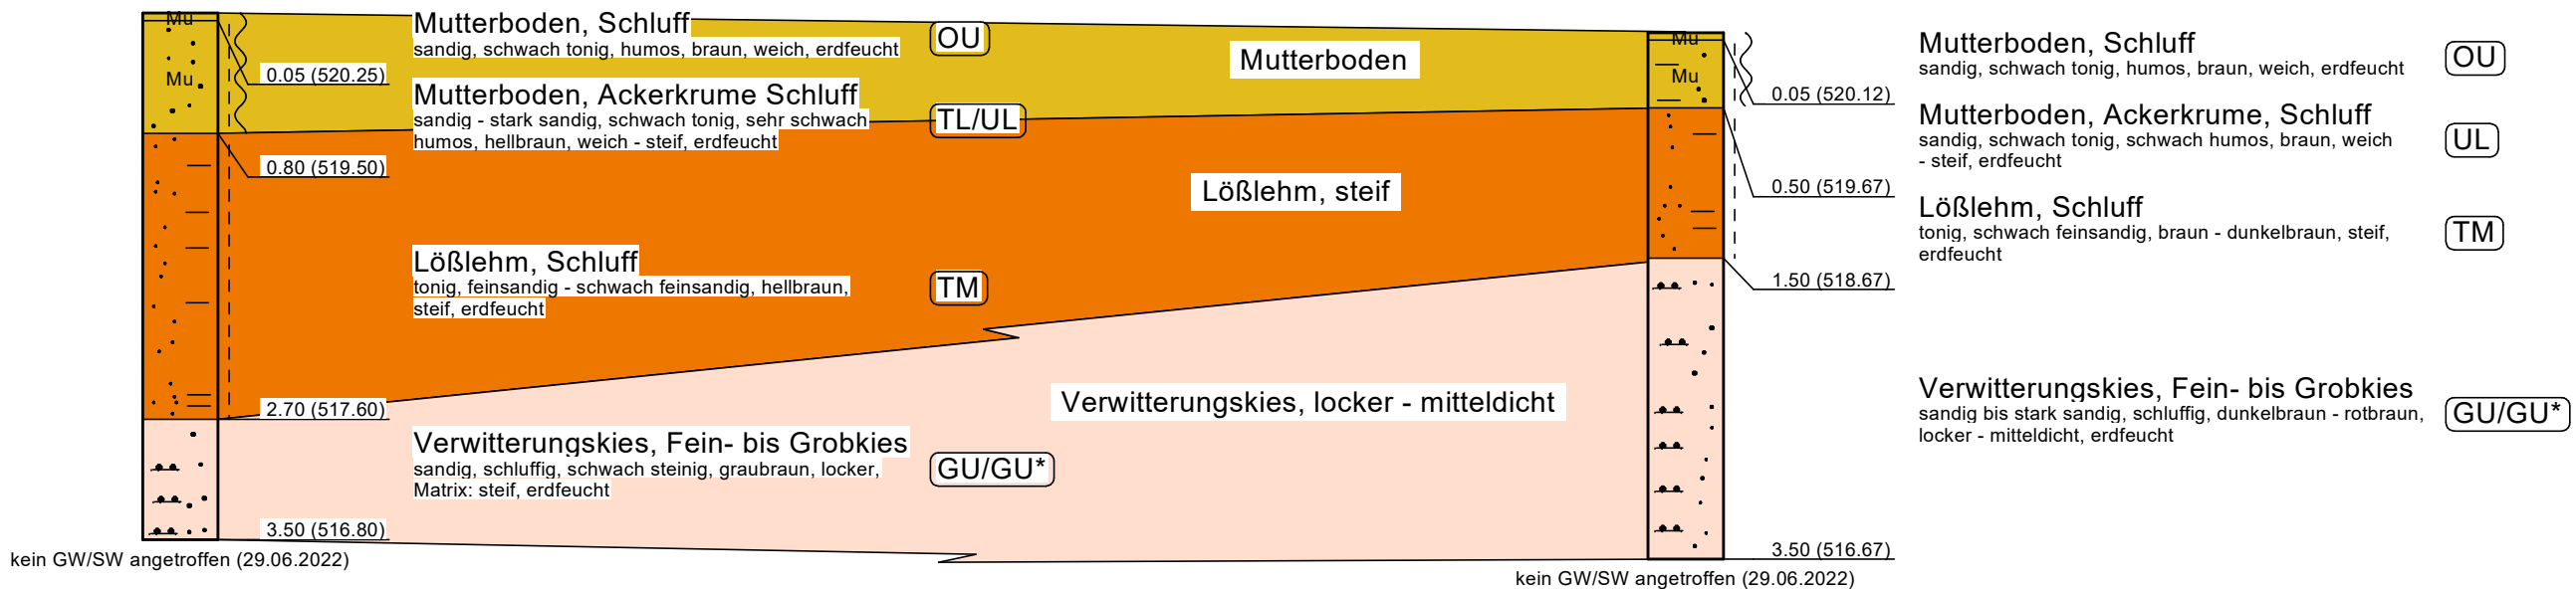 Mu
Mu
0.05 (520.25)
0.80 (519.50)
2.70 (517.60)
3.50 (516.80)
kein GW/SW angetroffen (29.06.2022)
Mutterboden, Schluff
sandig, schwach tonig, humos, braun, weich, erdfeucht
OU
Mutterboden, Ackerkrume Schluff
sandig - stark sandig, schwach tonig, sehr schwach
humos, hellbraun, weich - steif, erdfeucht
TL/UL
Lößlehm, Schluff
tonig, feinsandig - schwach feinsandig, hellbraun,
steif, erdfeucht
TM
Verwitterungskies, Fein- bis Grobkies
sandig, schluffig, schwach steinig, graubraun, locker,
Matrix: steif, erdfeucht
GU/GU*
Mutterboden
Lößlehm, steif
Verwitterungskies, locker - mitteldicht
Mu
Mu
0.05 (520.12)
0.50 (519.67)
1.50 (518.67)
3.50 (516.67)
kein GW/SW angetroffen (29.06.2022)
Mutterboden, Schluff
sandig, schwach tonig, humos, braun, weich, erdfeucht
OU
Mutterboden, Ackerkrume, Schluff
sandig, schwach tonig, schwach humos, braun, weich
- steif, erdfeucht
UL
Lößlehm, Schluff
tonig, schwach feinsandig, braun - dunkelbraun, steif,
erdfeucht
TM
Verwitterungskies, Fein- bis Grobkies
sandig bis stark sandig, schluffig, dunkelbraun - rotbraun,
locker - mitteldicht, erdfeucht
GU/GU*